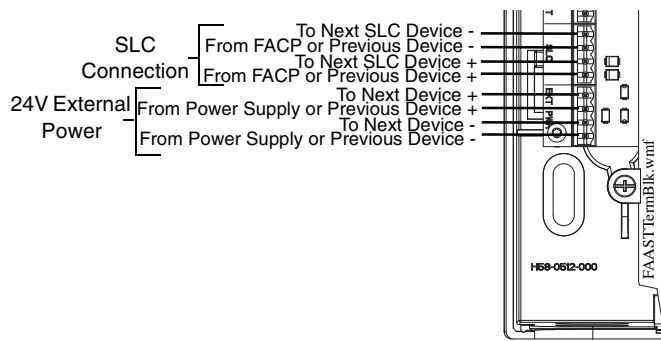 SLC
Connection
To Next SLC Device -
From FACP or Previous Device -
To Next SLC Device +
From FACP or Previous Device +
24V External
Power
To Next Device +
From Power Supply or Previous Device +
To Next Device -
From Power Supply or Previous Device -
SLC
EXT PWR
H58-0512-000
FAASTTermBlk.wmf